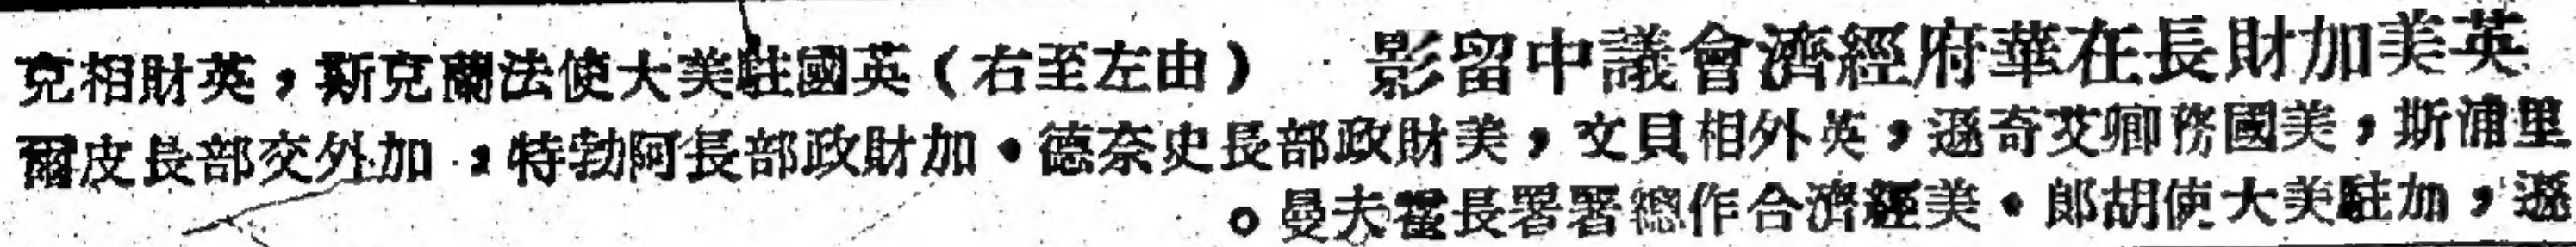 英美加財長在華府經濟會議中留影 (由左至右)英國駐美大使法蘭克斯，英財相克
里浦斯，美國務卿艾奇遜，英外相貝文，美財政部長史奈德．加財政部長阿勃特，加外交部長皮爾
遜，加駐美大使胡郎．美經濟合作總署署長霍夫曼。